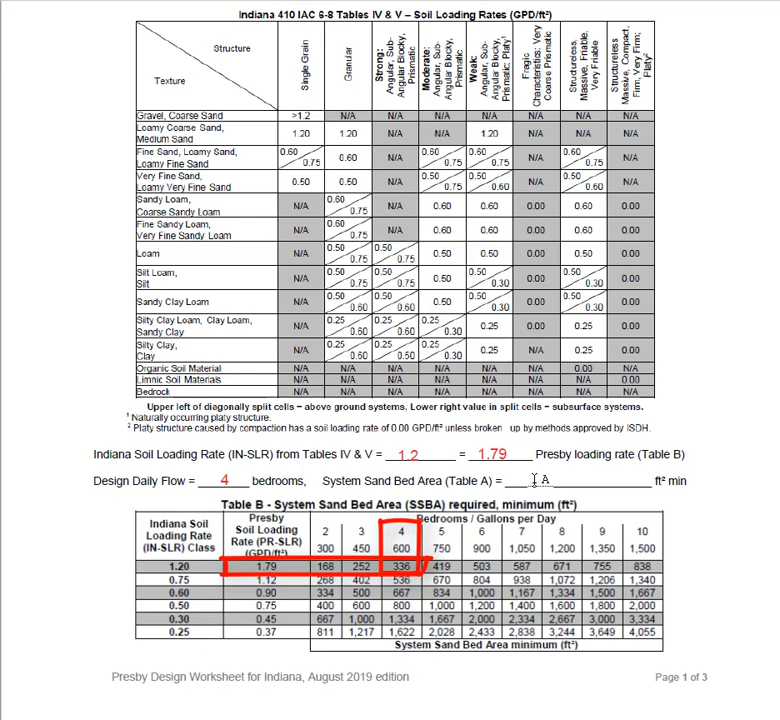 Indiana 410 IAC 6-8 Tables IV & V – Soil Loading Rates (GPD/ft²)
Structure
Texture
Single Grain
Granular
Strong: Angular, Sub-Angular Blocky, Prismatic
Moderate: Angular, Sub-Angular Blocky, Prismatic
Weak: Angular, Sub-Angular Blocky, Prismatic; Platy¹
Fragic Characteristics: Very Coarse Prismatic
Structureless, Massive, Friable, Very Friable
Structureless Massive, Compact, Firm, Very Firm; Platy²
Gravel, Coarse Sand >1.2 N/A N/A N/A N/A N/A N/A N/A
Loamy Coarse Sand, Medium Sand 1.20 1.20 N/A N/A 1.20 N/A N/A N/A
Fine Sand, Loamy Sand, Loamy Fine Sand 0.60 0.75 0.60 N/A 0.60 0.75 0.60 0.75 N/A 0.60 0.75 N/A
Very Fine Sand, Loamy Very Fine Sand 0.50 0.50 N/A 0.50 0.75 0.50 0.60 N/A 0.50 0.60 N/A
Sandy Loam, Coarse Sandy Loam N/A 0.60 0.75 N/A 0.60 0.60 0.00 0.60 0.00
Fine Sandy Loam, Very Fine Sandy Loam N/A 0.60 0.75 N/A 0.60 0.60 0.00 0.60 0.00
Loam N/A 0.50 0.75 0.50 0.75 0.50 0.50 0.00 0.50 0.00
Silt Loam, Silt N/A 0.50 0.75 0.50 0.75 0.50 0.50 0.30 0.00 0.50 0.30 0.00
Sandy Clay Loam N/A 0.50 0.60 0.50 0.60 0.50 0.50 0.30 0.00 0.50 0.30 0.00
Silty Clay Loam, Clay Loam, Sandy Clay N/A 0.25 0.60 0.25 0.60 0.25 0.30 0.25 0.00 0.25 0.00
Silty Clay, Clay N/A 0.25 0.60 0.25 0.50 0.25 0.30 0.25 N/A 0.25 0.00
Organic Soil Material N/A N/A N/A N/A N/A N/A 0.00 N/A
Limnic Soil Materials N/A N/A N/A N/A N/A N/A N/A 0.00
Bedrock N/A N/A N/A N/A N/A N/A N/A N/A
Upper left of diagonally split cells – above ground systems, Lower right value in split cells - subsurface systems.
¹ Naturally occurring platy structure.
² Platy structure caused by compaction has a soil loading rate of 0.00 GPD/ft² unless broken up by methods approved by ISDH.
Indiana Soil Loading Rate (IN-SLR) from Tables IV & V = 1.2 = 1.79 Presby loading rate (Table B)
Design Daily Flow = 4 bedrooms, System Sand Bed Area (Table A) = A ft² min
Table B - System Sand Bed Area (SSBA) required, minimum (ft²)
Indiana Soil Loading Rate (IN-SLR) Class
Presby Soil Loading Rate (PR-SLR) (GPD/ft²)
Bedrooms / Gallons per Day
2 3 4 5 6 7 8 9 10
300 450 600 750 900 1,050 1,200 1,350 1,500
1.20 1.79 168 252 336 419 503 587 671 755 838
0.75 1.12 268 402 536 670 804 938 1,072 1,206 1,340
0.60 0.90 334 500 667 834 1,000 1,167 1,334 1,500 1,667
0.50 0.75 400 600 800 1,000 1,200 1,400 1,600 1,800 2,000
0.30 0.45 667 1,000 1,334 1,667 2,000 2,334 2,667 3,000 3,334
0.25 0.37 811 1,217 1,622 2,028 2,433 2,838 3,244 3,649 4,055
System Sand Bed Area minimum (ft²)
Presby Design Worksheet for Indiana, August 2019 edition
Page 1 of 3